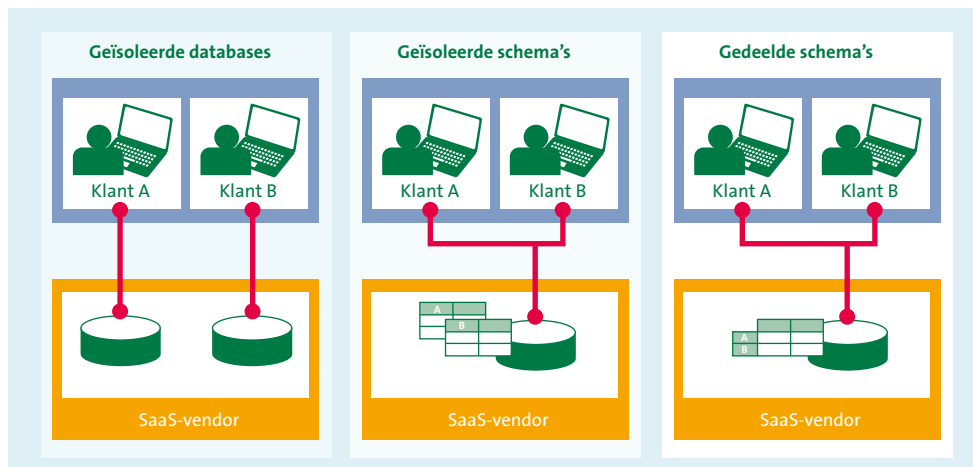 Geïsoleerde databases
Klant A
Klant B
SaaS-vendor
Geïsoleerde schema's
Klant A
Klant B
A
B
SaaS-vendor
Gedeelde schema's
Klant A
Klant B
A
B
SaaS-vendor